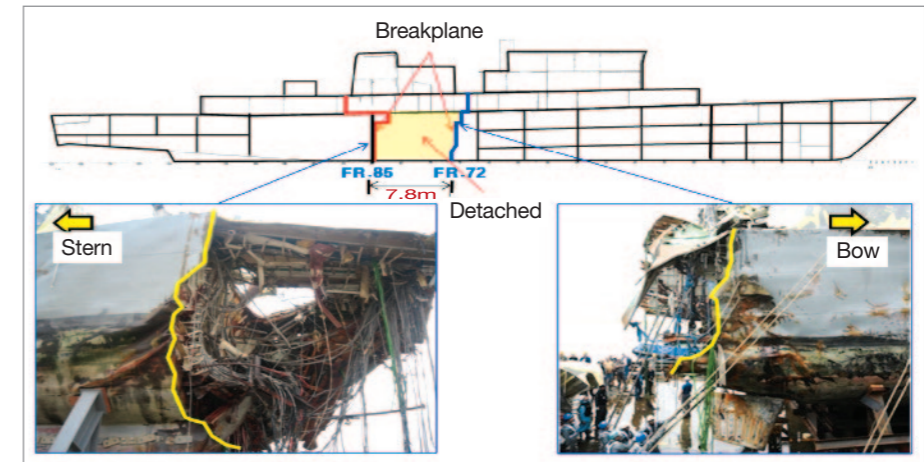 Breakplane
FR.85
FR.72
7.8m
Detached
Stern
Bow